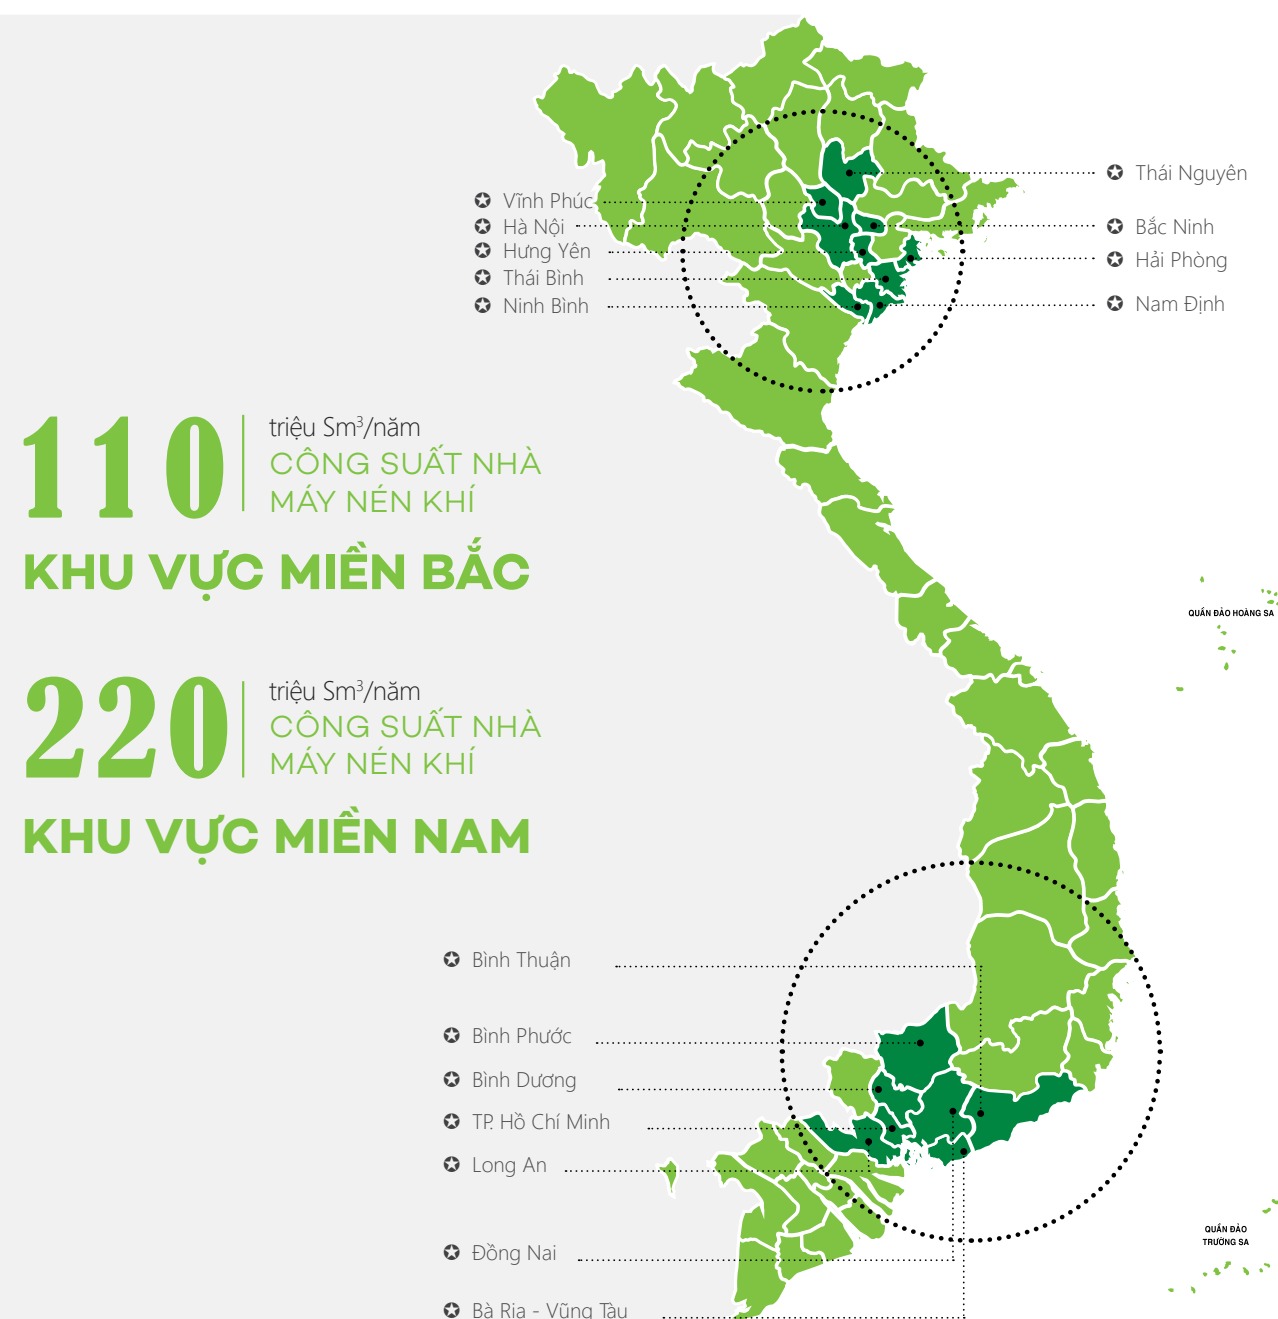 Vĩnh Phúc
Hà Nội
Hưng Yên
Thái Bình
Ninh Bình
Thái Nguyên
Bắc Ninh
Hải Phòng
Nam Định
110
triệu Sm³/năm
CÔNG SUẤT NHÀ
MÁY NÉN KHÍ
KHU VỰC MIỀN BẮC
QUẦN ĐẢO HOÀNG SA
220
triệu Sm³/năm
CÔNG SUẤT NHÀ
MÁY NÉN KHÍ
KHU VỰC MIỀN NAM
Bình Thuận
Bình Phước
Bình Dương
TP. Hồ Chí Minh
Long An
Đồng Nai
Bà Rịa - Vũng Tàu
QUẦN ĐẢO
TRƯỜNG SA